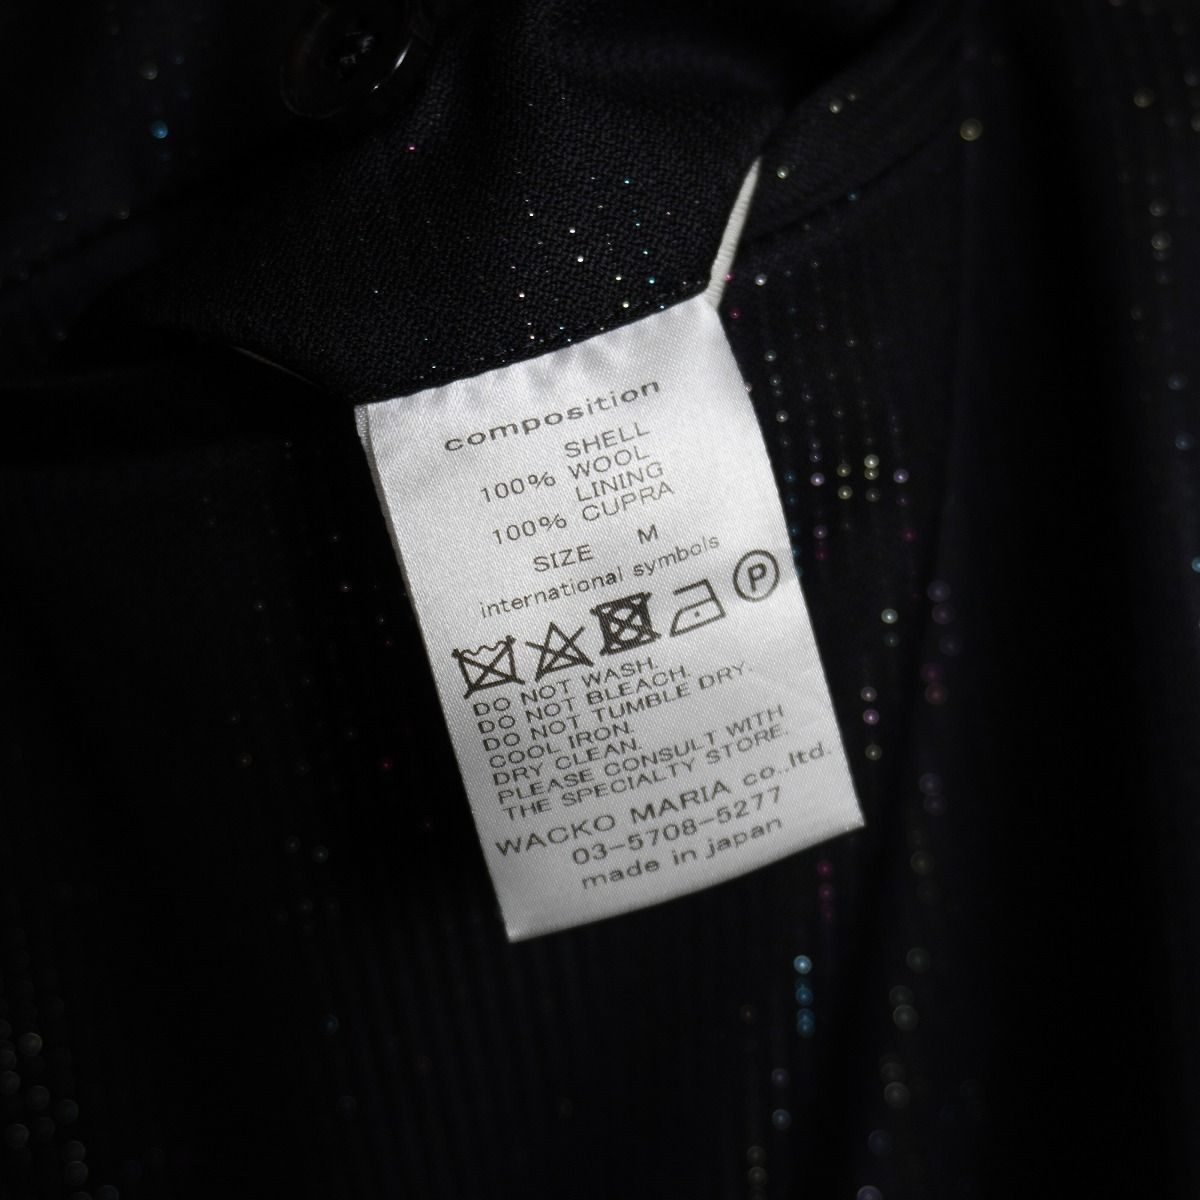 composition
SHELL
100% WOOL
LINING
100% CUPRA
SIZE M
international symbols
P
DO NOT WASH.
DO NOT BLEACH.
DO NOT TUMBLE DRY.
COOL IRON.
DRY CLEAN.
PLEASE CONSULT WITH
THE SPECIALTY STORE.
WACKO MARIA co.,ltd.
03-5708-5277
made in japan